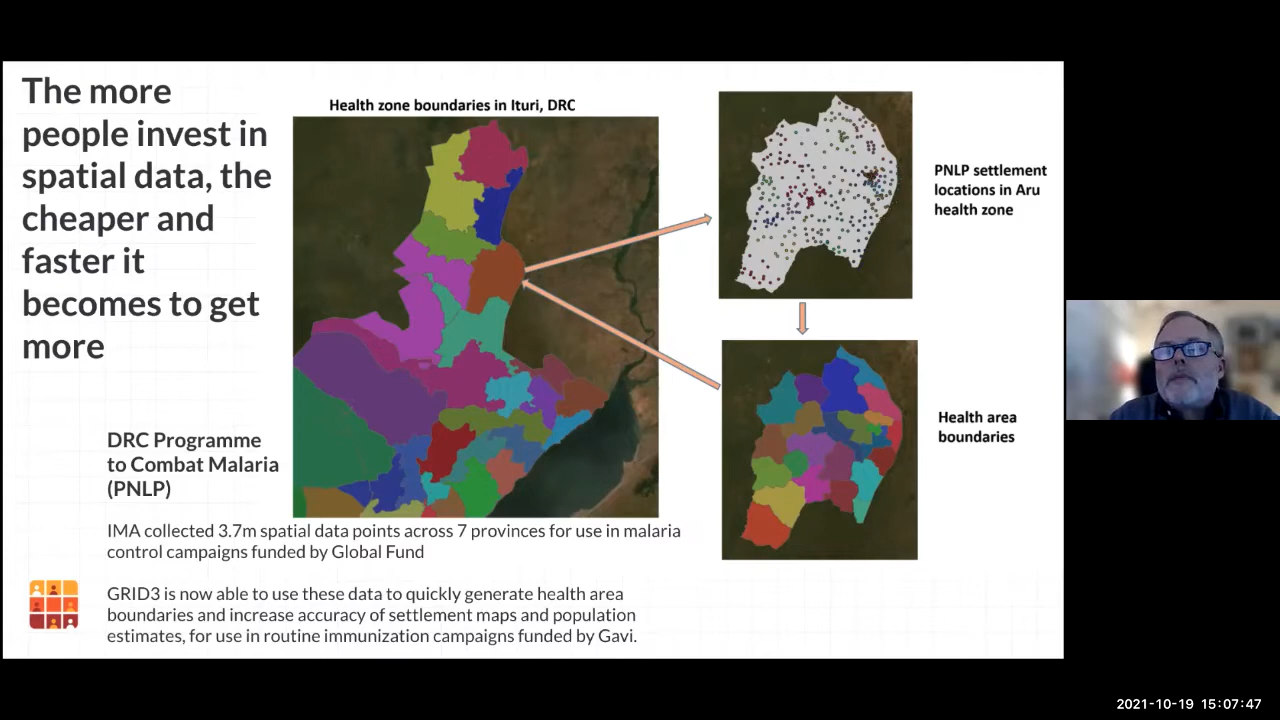 The more
people invest in
spatial data, the
cheaper and
faster it
becomes to get
more
Health zone boundaries in Ituri, DRC
PNLP settlement
locations in Aru
health zone
Health area
boundaries
DRC Programme
to Combat Malaria
(PNLP)
IMA collected 3.7m spatial data points across 7 provinces for use in malaria
control campaigns funded by Global Fund
GRID3 is now able to use these data to quickly generate health area
boundaries and increase accuracy of settlement maps and population
estimates, for use in routine immunization campaigns funded by Gavi.
2021-10-19 15:07:47